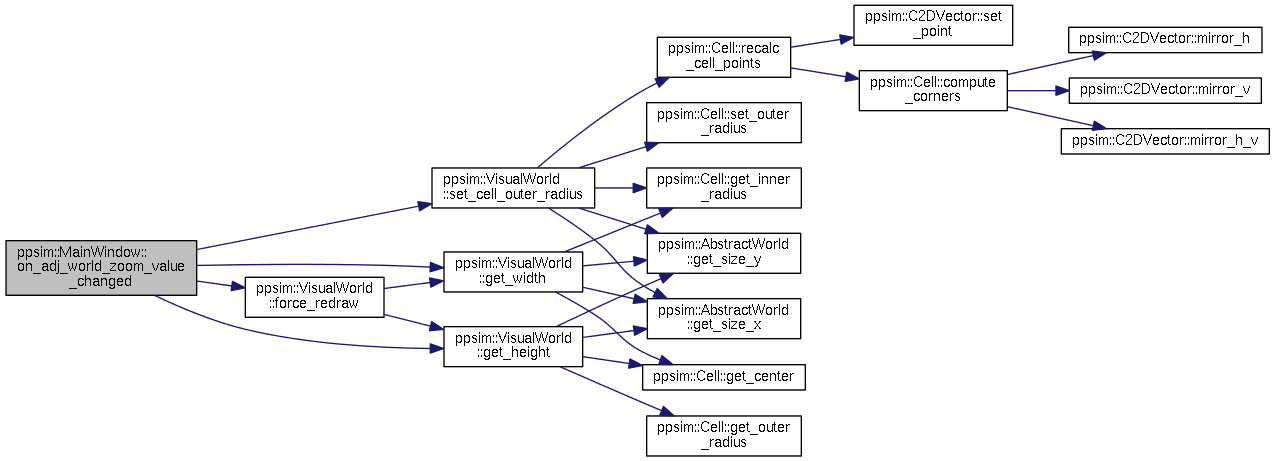 ppsim::MainWindow::
on_adj_world_zoom_value
_changed
ppsim::VisualWorld
::force_redraw
ppsim::VisualWorld
::set_cell_outer_radius
ppsim::VisualWorld
::get_width
ppsim::VisualWorld
::get_height
ppsim::Cell::recalc
_cell_points
ppsim::Cell::set_outer
_radius
ppsim::Cell::get_inner
_radius
ppsim::AbstractWorld
::get_size_y
ppsim::AbstractWorld
::get_size_x
ppsim::Cell::get_center
ppsim::Cell::get_outer
_radius
ppsim::C2DVector::set
_point
ppsim::Cell::compute
_corners
ppsim::C2DVector::mirror_h
ppsim::C2DVector::mirror_v
ppsim::C2DVector::mirror_h_v